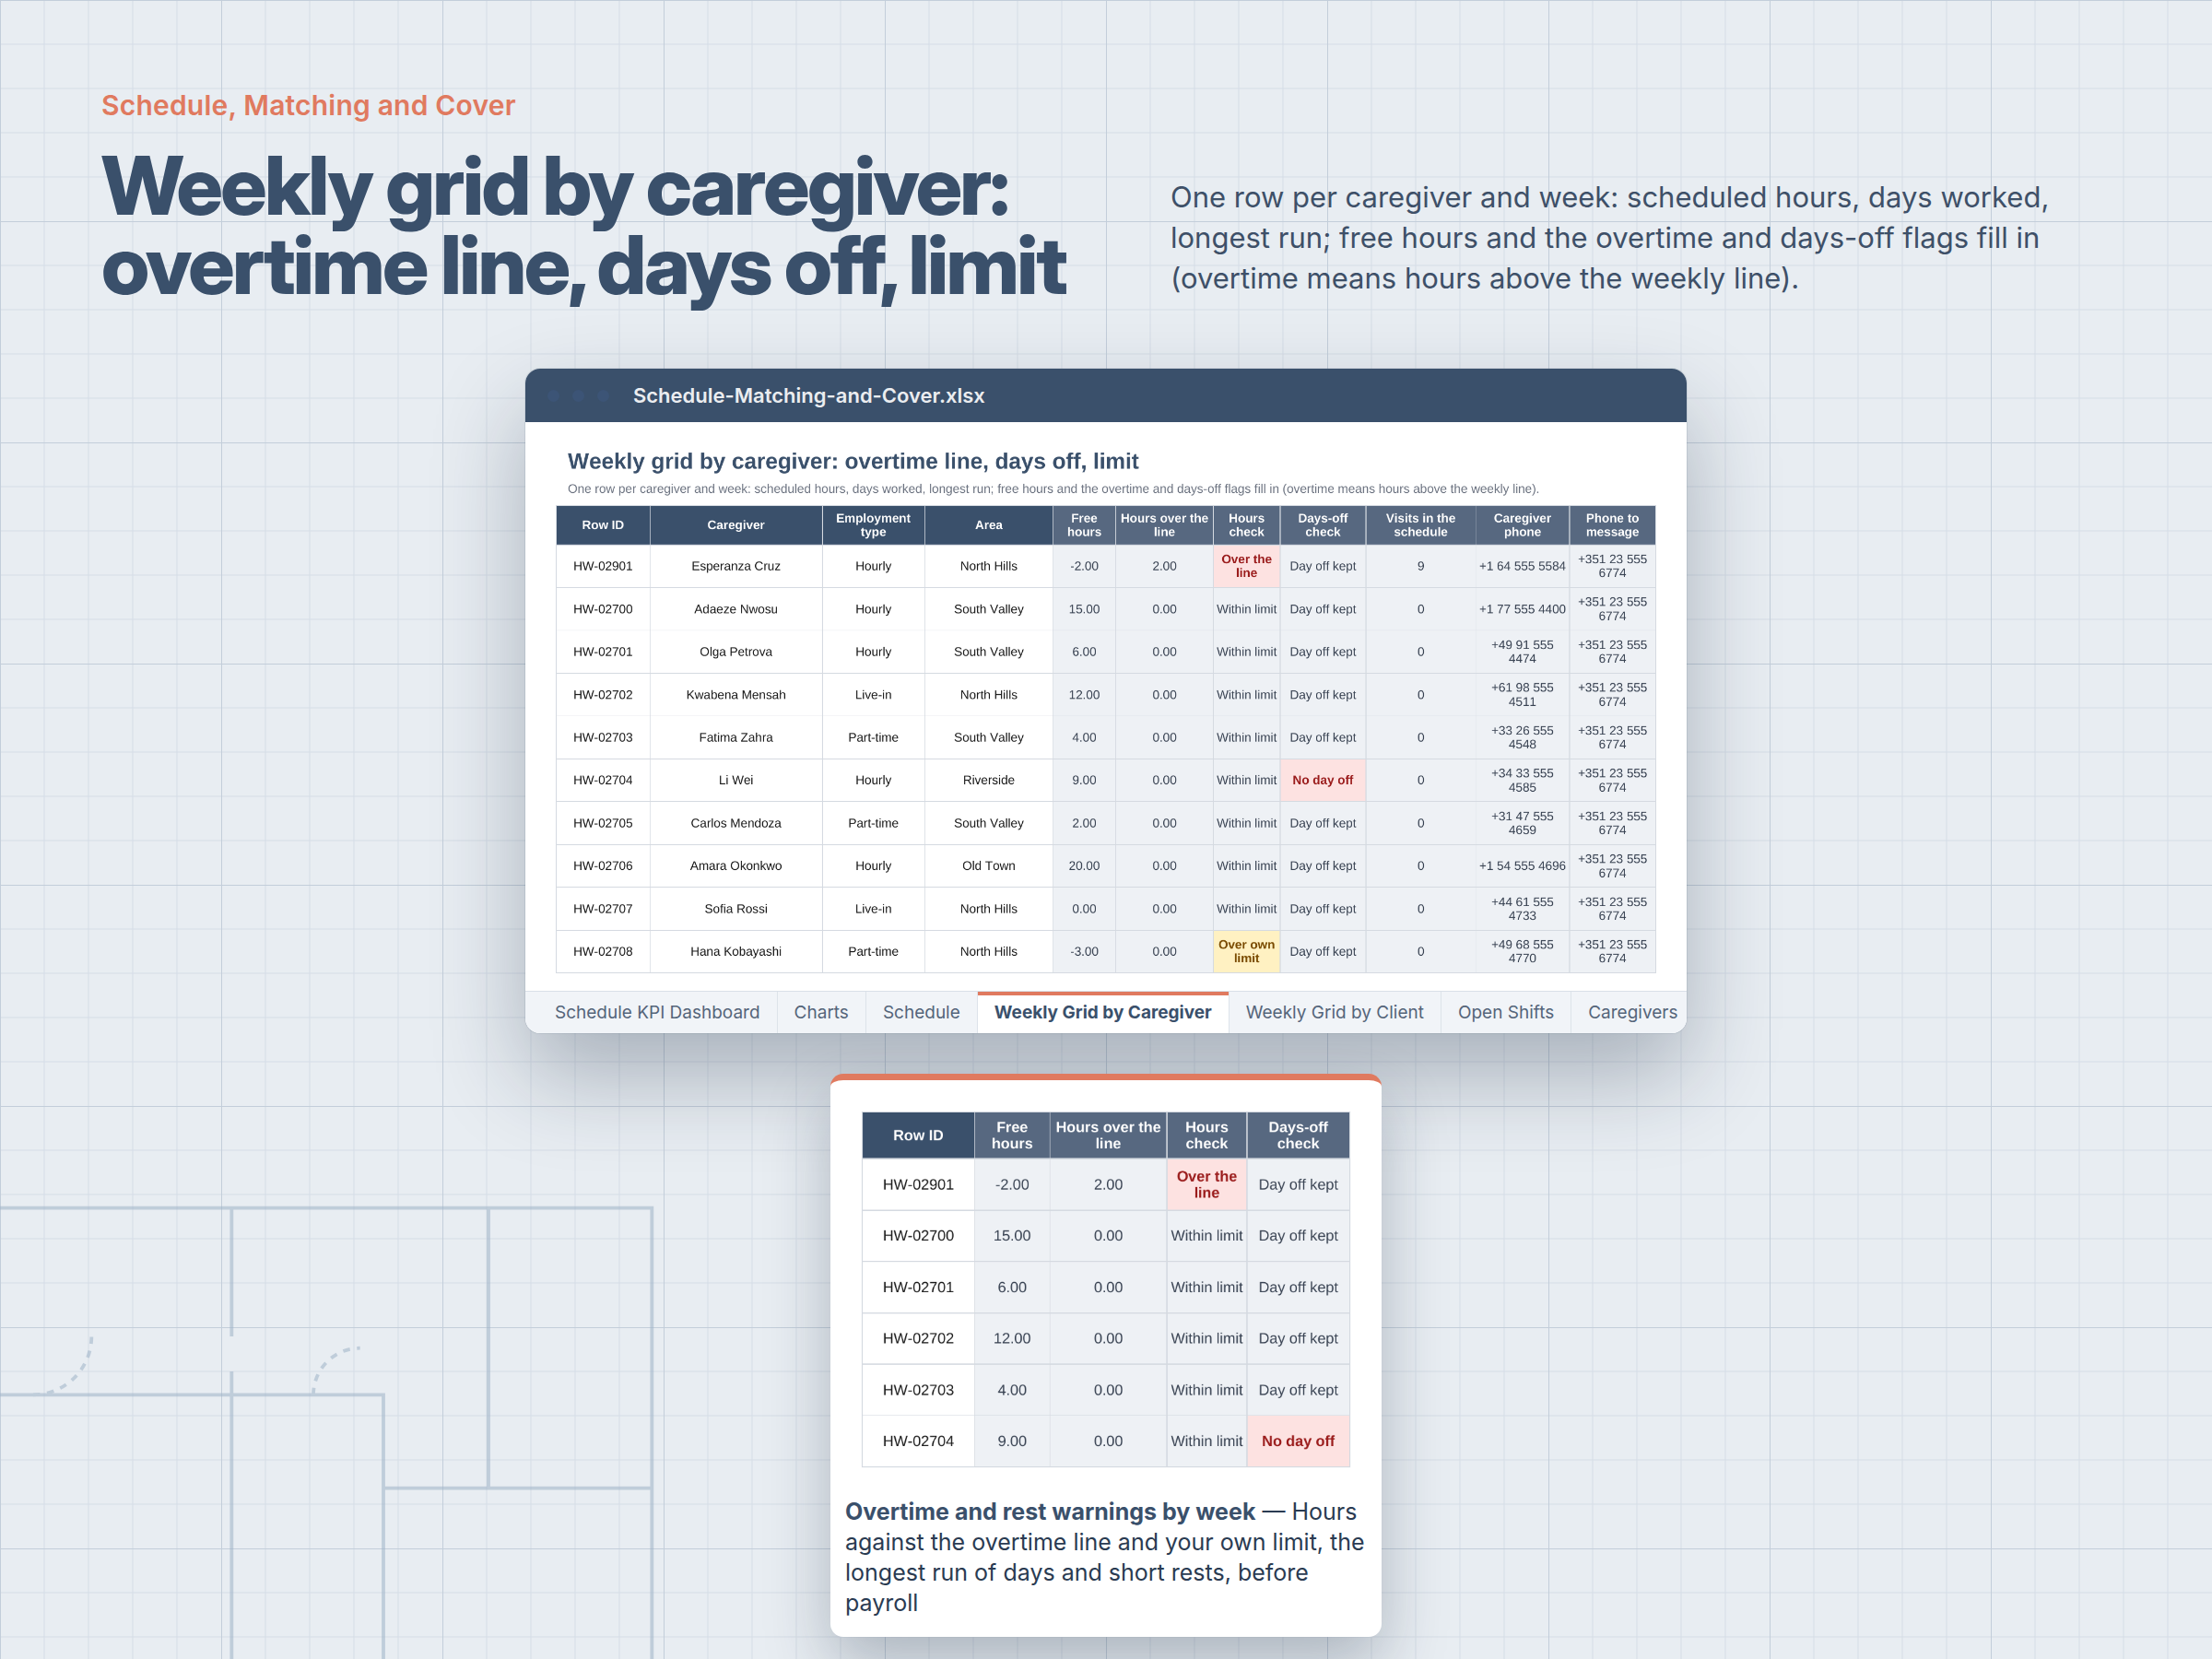 Schedule, Matching and Cover
Weekly grid by caregiver:
overtime line, days off, limit
One row per caregiver and week: scheduled hours, days worked,
longest run; free hours and the overtime and days-off flags fill in
(overtime means hours above the weekly line).
Schedule-Matching-and-Cover.xlsx
Weekly grid by caregiver: overtime line, days off, limit
One row per caregiver and week: scheduled hours, days worked, longest run; free hours and the overtime and days-off flags fill in (overtime means hours above the weekly line).
Row ID Caregiver Employment type Area Free hours Hours over the line Hours check Days-off check Visits in the schedule Caregiver phone Phone to message
HW-02901 Esperanza Cruz Hourly North Hills -2.00 2.00 Over the line Day off kept 9 +1 64 555 5584 +351 23 555 6774
HW-02700 Adaeze Nwosu Hourly South Valley 15.00 0.00 Within limit Day off kept 0 +1 77 555 4400 +351 23 555 6774
HW-02701 Olga Petrova Hourly South Valley 6.00 0.00 Within limit Day off kept 0 +49 91 555 4474 +351 23 555 6774
HW-02702 Kwabena Mensah Live-in North Hills 12.00 0.00 Within limit Day off kept 0 +61 98 555 4511 +351 23 555 6774
HW-02703 Fatima Zahra Part-time South Valley 4.00 0.00 Within limit Day off kept 0 +33 26 555 4548 +351 23 555 6774
HW-02704 Li Wei Hourly Riverside 9.00 0.00 Within limit No day off 0 +34 33 555 4585 +351 23 555 6774
HW-02705 Carlos Mendoza Part-time South Valley 2.00 0.00 Within limit Day off kept 0 +31 47 555 4659 +351 23 555 6774
HW-02706 Amara Okonkwo Hourly Old Town 20.00 0.00 Within limit Day off kept 0 +1 54 555 4696 +351 23 555 6774
HW-02707 Sofia Rossi Live-in North Hills 0.00 0.00 Within limit Day off kept 0 +44 61 555 4733 +351 23 555 6774
HW-02708 Hana Kobayashi Part-time North Hills -3.00 0.00 Over own limit Day off kept 0 +49 68 555 4770 +351 23 555 6774
Schedule KPI Dashboard Charts Schedule Weekly Grid by Caregiver Weekly Grid by Client Open Shifts Caregivers
Row ID Free hours Hours over the line Hours check Days-off check
HW-02901 -2.00 2.00 Over the line Day off kept
HW-02700 15.00 0.00 Within limit Day off kept
HW-02701 6.00 0.00 Within limit Day off kept
HW-02702 12.00 0.00 Within limit Day off kept
HW-02703 4.00 0.00 Within limit Day off kept
HW-02704 9.00 0.00 Within limit No day off
Overtime and rest warnings by week — Hours
against the overtime line and your own limit, the
longest run of days and short rests, before
payroll